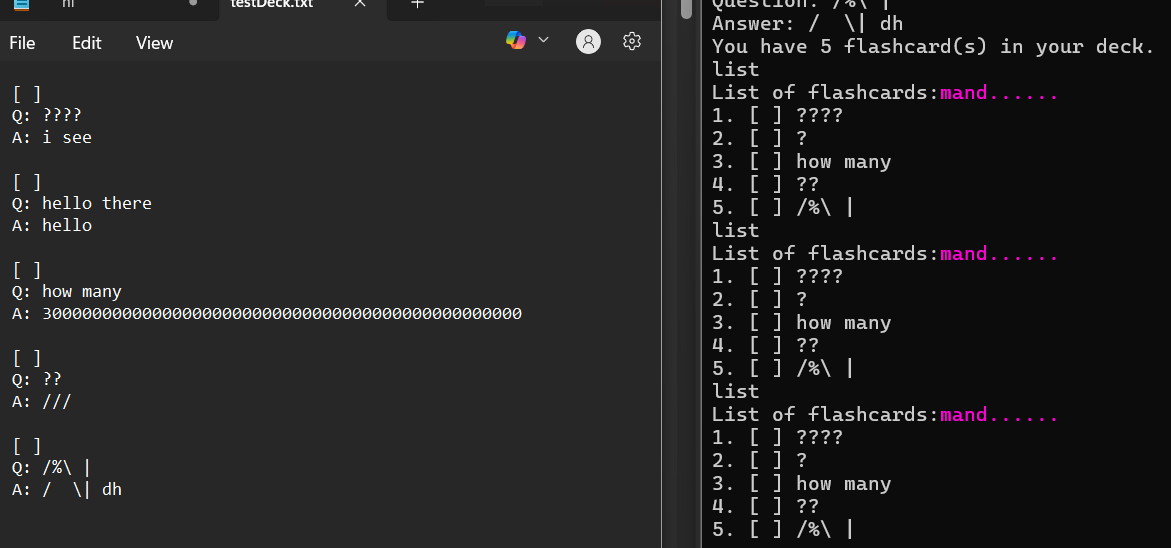 hi
testDeck.txt
File Edit View
[ ]
Q: ????
A: i see
[ ]
Q: hello there
A: hello
[ ]
Q: how many
A: 300000000000000000000000000000000000000000000000
[ ]
Q: ??
A: ///
[ ]
Q: /%\ |
A: /  \| dh
Question: /%\ |
Answer: /  \| dh
You have 5 flashcard(s) in your deck.
list
List of flashcards:mand......
1. [ ] ????
2. [ ] ?
3. [ ] how many
4. [ ] ??
5. [ ] /%\ |
list
List of flashcards:mand......
1. [ ] ????
2. [ ] ?
3. [ ] how many
4. [ ] ??
5. [ ] /%\ |
list
List of flashcards:mand......
1. [ ] ????
2. [ ] ?
3. [ ] how many
4. [ ] ??
5. [ ] /%\ |